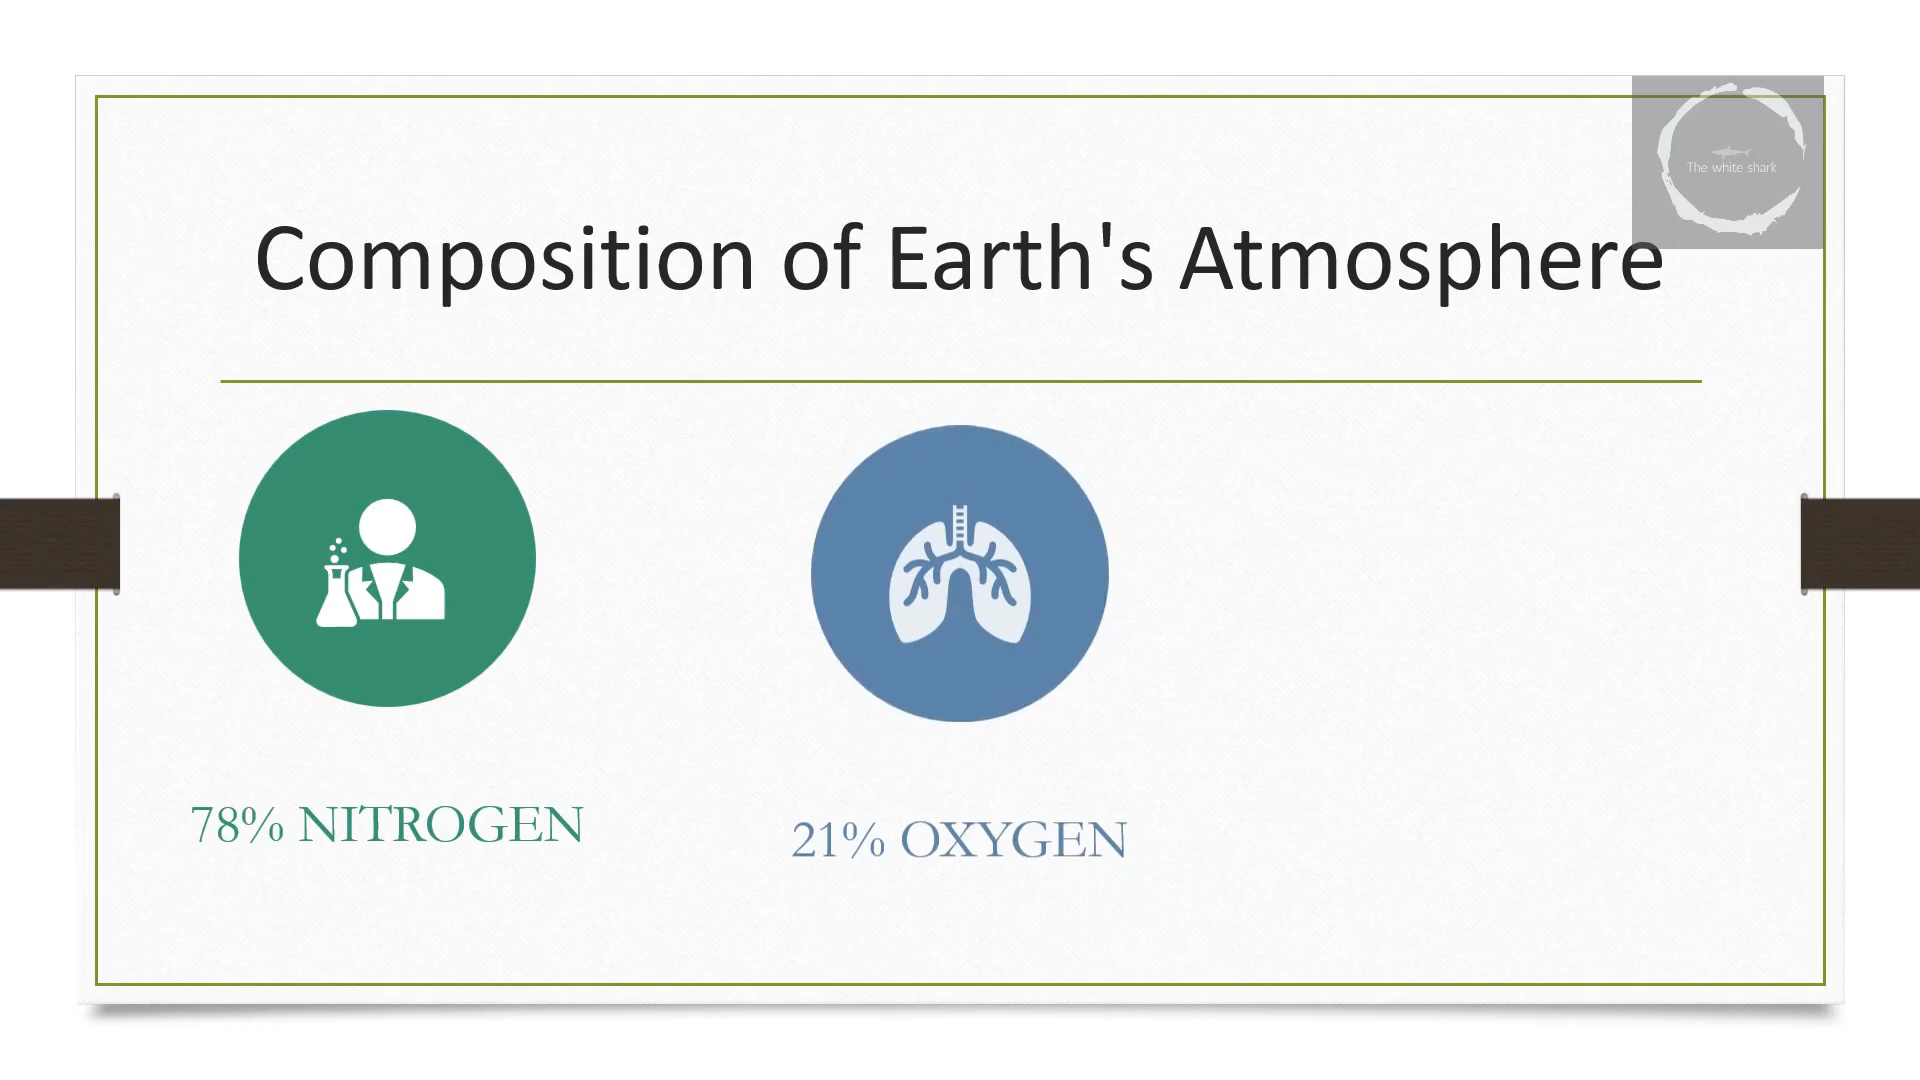 The white shark
Composition of Earth's Atmosphere
78% NITROGEN
21% OXYGEN